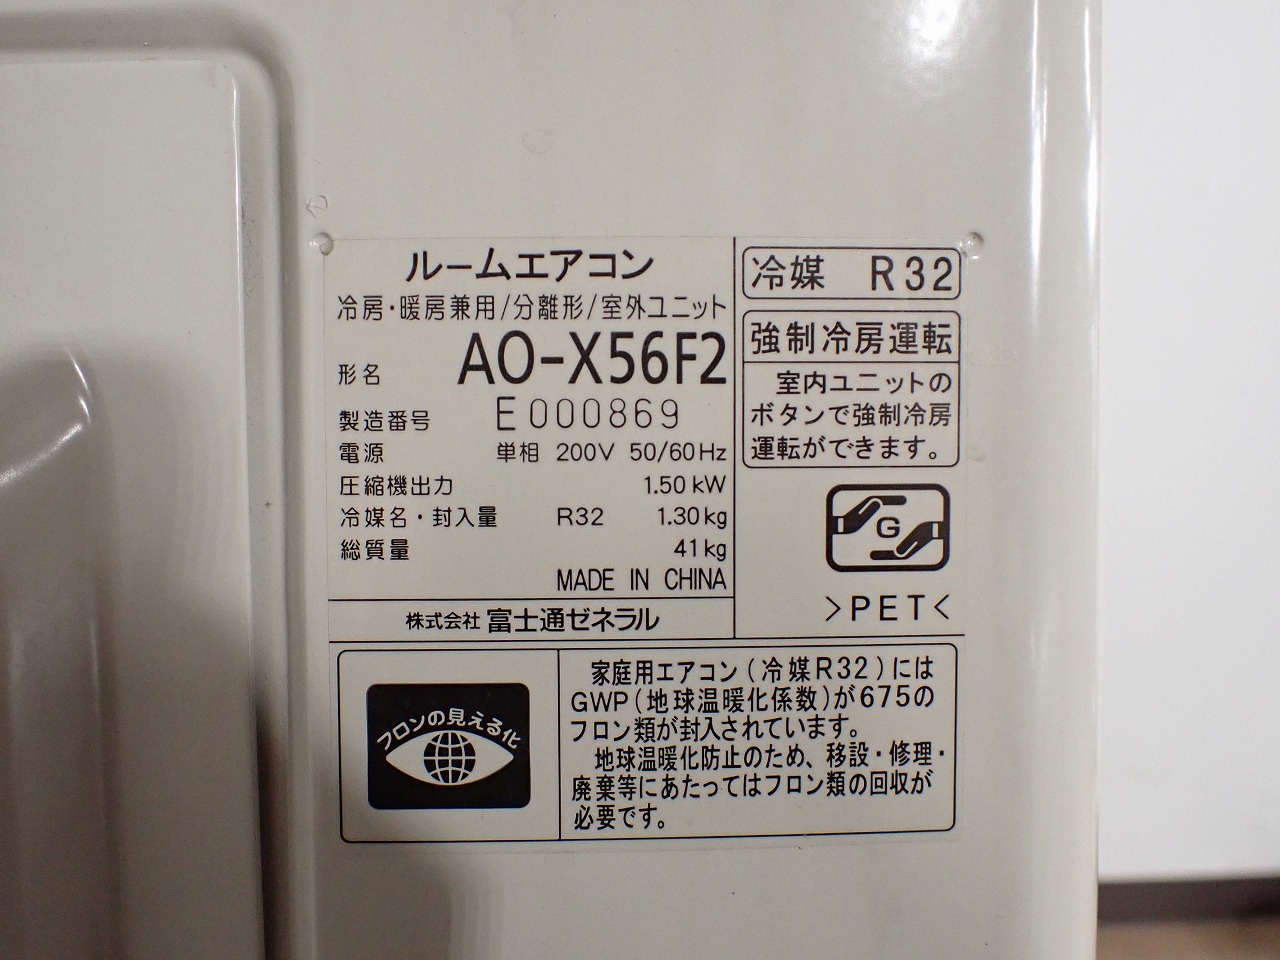 ルームエアコン
冷房・暖房兼用/分離形/室外ユニット
形名 AO-X56F2
製造番号 E000869
電源 単相 200V 50/60Hz
圧縮機出力 1.50kW
冷媒名・封入量 R32 1.30kg
総質量 41kg
MADE IN CHINA
株式会社 富士通ゼネラル
冷媒 R32
強制冷房運転
室内ユニットの
ボタンで強制冷房
運転ができます。
G
>PET<
フロンの見える化
家庭用エアコン(冷媒R32)には
GWP(地球温暖化係数)が675の
フロン類が封入されています。
地球温暖化防止のため、移設・修理・
廃棄等にあたってはフロン類の回収が
必要です。